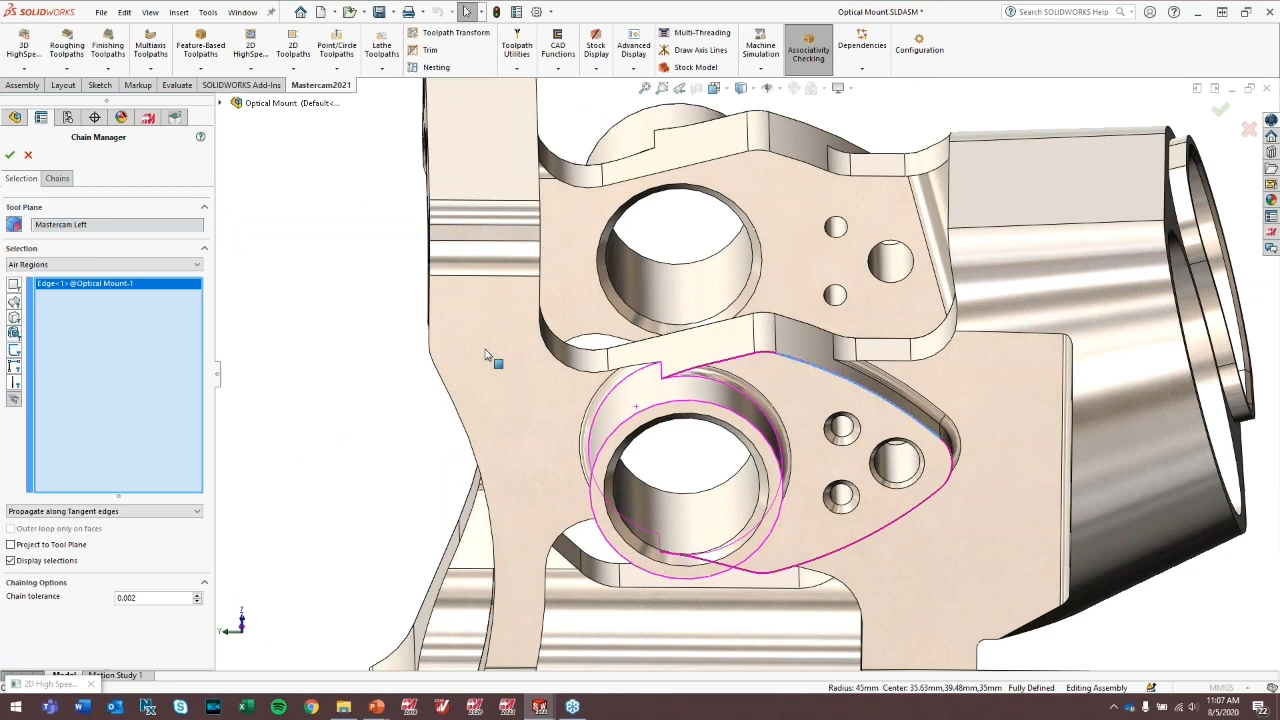 SOLIDWORKS
File Edit View Insert Tools Window
Optical Mount.SLDASM *
Search SOLIDWORKS Help
3D HighSpe...
Roughing Toolpaths
Finishing Toolpaths
Multiaxis Toolpaths
Feature-Based Toolpaths
2D HighSpe...
2D Toolpaths
Point/Circle Toolpaths
Lathe Toolpaths
Toolpath Transform
Trim
Nesting
Toolpath Utilities
CAD Functions
Stock Display
Advanced Display
Multi-Threading
Draw Axis Lines
Stock Model
Machine Simulation
Associativity Checking
Dependencies
Configuration
Assembly Layout Sketch Markup Evaluate SOLIDWORKS Add-Ins Mastercam2021
Optical Mount (Default<...
Chain Manager
Selection Chains
Tool Plane
Mastercam Left
Selection
Air Regions
Edge<1>@Optical Mount-1
Propagate along Tangent edges
Outer loop only on faces
Project to Tool Plane
Display selections
Chaining Options
Chain tolerance 0.002
Z
Y
Model Motion Study 1
2D High Spee...
Radius: 45mm Center: 35.63mm,39.48mm,35mm Fully Defined Editing Assembly MMGS
11:07 AM
8/5/2020
22